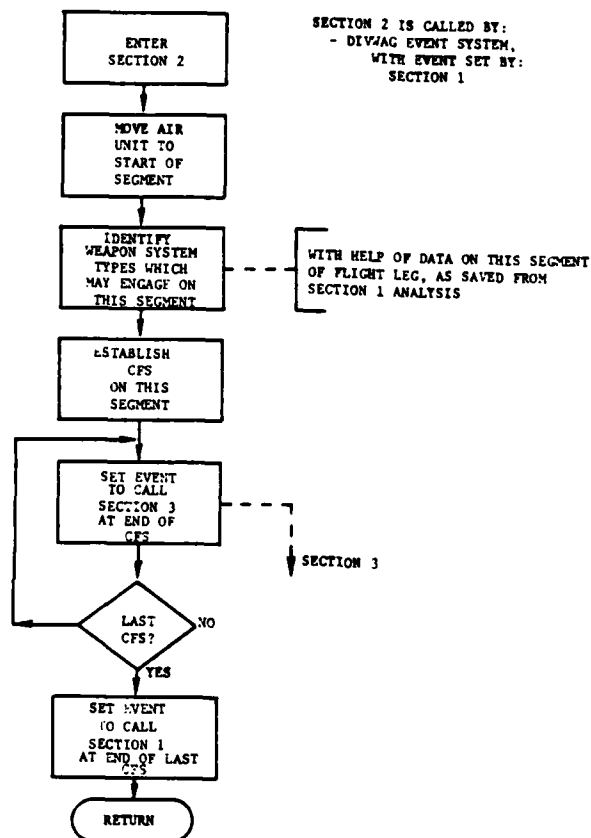 ENTER
SECTION 2
SECTION 2 IS CALLED BY:
- DIVWAG EVENT SYSTEM,
WITH EVENT SET BY:
SECTION 1
MOVE AIR
UNIT TO
START OF
SEGMENT
IDENTIFY
WEAPON SYSTEM
TYPES WHICH
MAY ENGAGE ON
THIS SEGMENT
WITH HELP OF DATA ON THIS SEGMENT
OF FLIGHT LEG, AS SAVED FROM
SECTION 1 ANALYSIS
ESTABLISH
CFS
ON THIS
SEGMENT
SET EVENT
TO CALL
SECTION 3
AT END OF
CFS
SECTION 3
LAST
CFS?
NO
YES
SET EVENT
TO CALL
SECTION 1
AT END OF LAST
CFS
RETURN